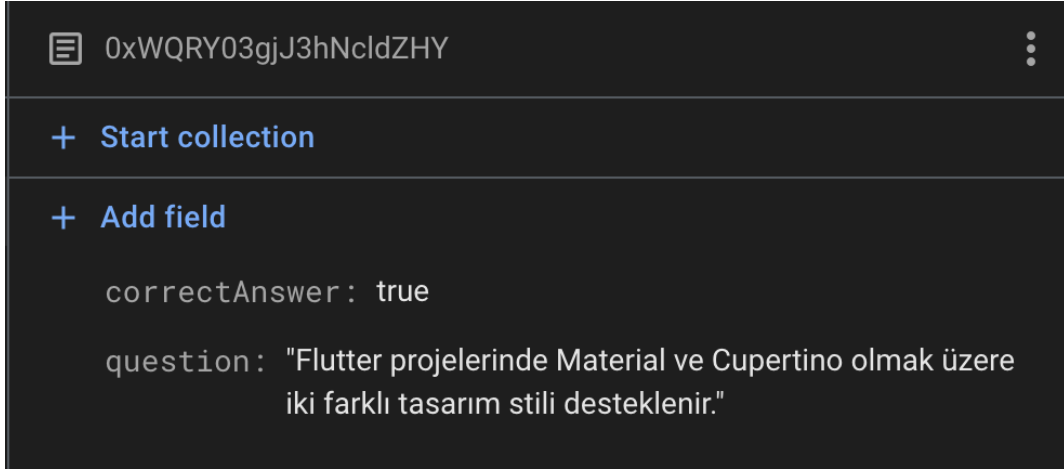 0xWQRY03gjJ3hNcldZHY
+ Start collection
+ Add field
correctAnswer: true
question: "Flutter projelerinde Material ve Cupertino olmak üzere
iki farklı tasarım stili desteklenir."